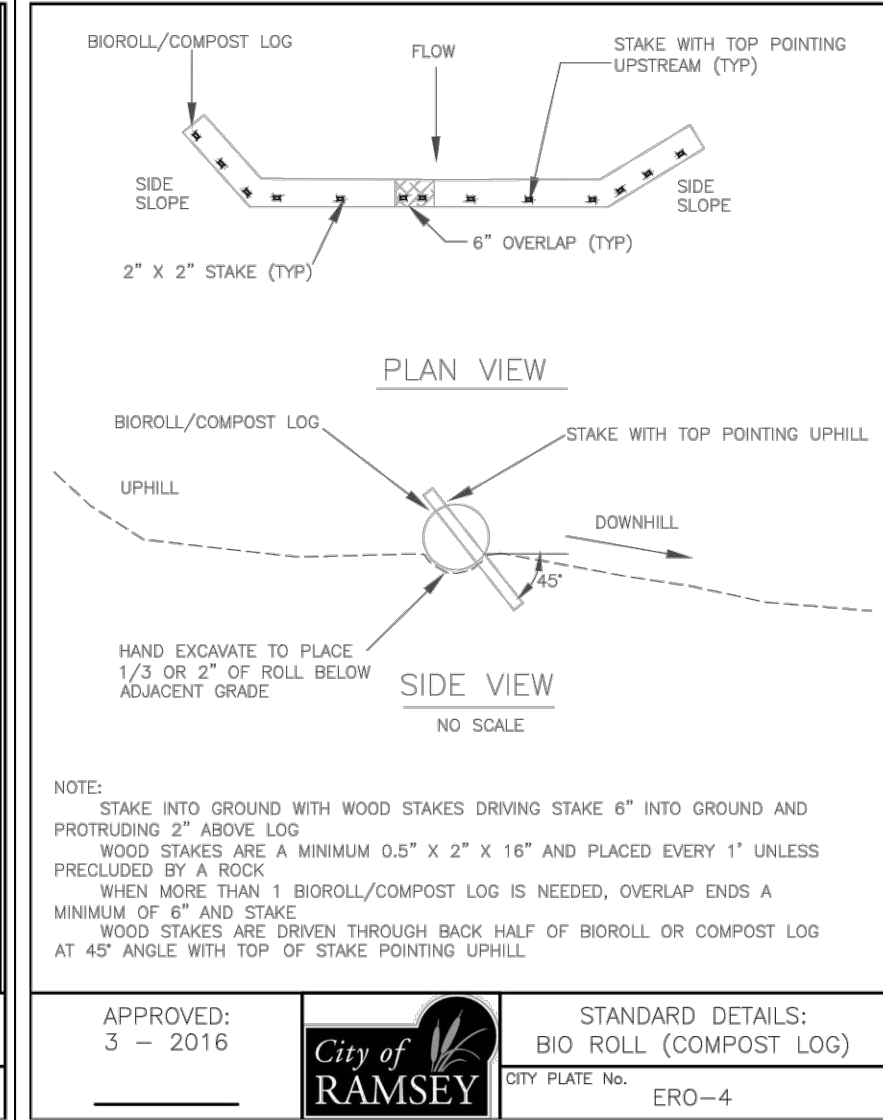 BIOROLL/COMPOST LOG
FLOW
STAKE WITH TOP POINTING
UPSTREAM (TYP)
SIDE
SLOPE
SIDE
SLOPE
6" OVERLAP (TYP)
2" X 2" STAKE (TYP)
PLAN VIEW
BIOROLL/COMPOST LOG
STAKE WITH TOP POINTING UPHILL
UPHILL
DOWNHILL
45°
HAND EXCAVATE TO PLACE
1/3 OR 2" OF ROLL BELOW
ADJACENT GRADE
SIDE VIEW
NO SCALE
NOTE:
STAKE INTO GROUND WITH WOOD STAKES DRIVING STAKE 6" INTO GROUND AND
PROTRUDING 2" ABOVE LOG
WOOD STAKES ARE A MINIMUM 0.5" X 2" X 16" AND PLACED EVERY 1' UNLESS
PRECLUDED BY A ROCK
WHEN MORE THAN 1 BIOROLL/COMPOST LOG IS NEEDED, OVERLAP ENDS A
MINIMUM OF 6" AND STAKE
WOOD STAKES ARE DRIVEN THROUGH BACK HALF OF BIOROLL OR COMPOST LOG
AT 45° ANGLE WITH TOP OF STAKE POINTING UPHILL
APPROVED:
3 - 2016
City of
RAMSEY
STANDARD DETAILS:
BIO ROLL (COMPOST LOG)
CITY PLATE No.
ERO-4